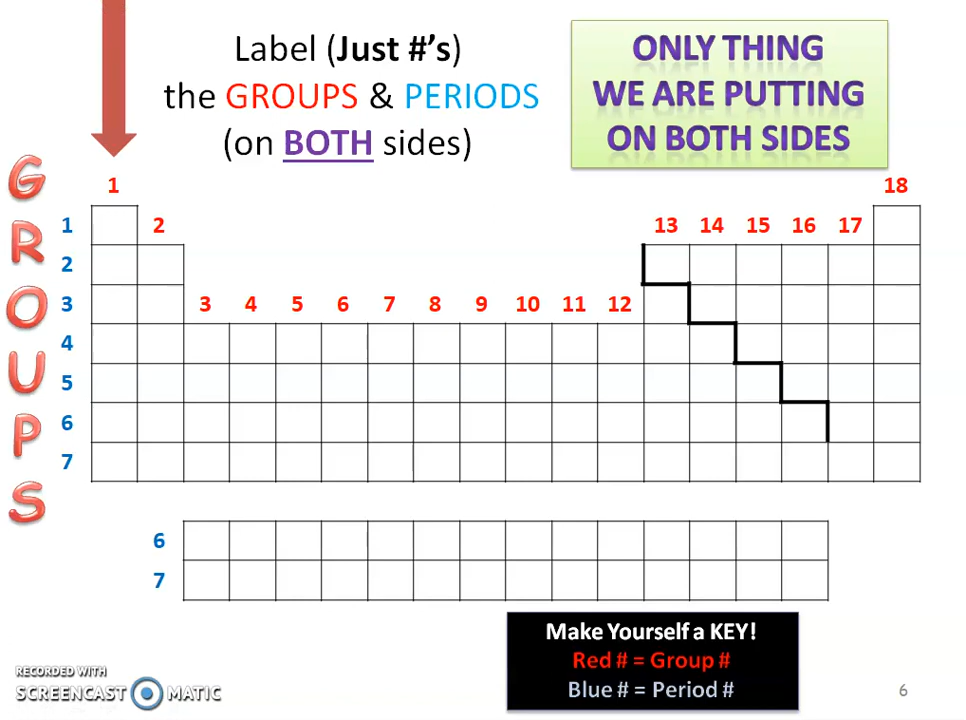 Label (Just #'s)
the GROUPS & PERIODS
(on BOTH sides)
ONLY THING
WE ARE PUTTING
ON BOTH SIDES
GROUPS
1 18
1 2 13 14 15 16 17
2
3 3 4 5 6 7 8 9 10 11 12
4
5
6
7
6
7
Make Yourself a KEY!
Red # = Group #
Blue # = Period #
RECORDED WITH
SCREENCAST MATIC
6